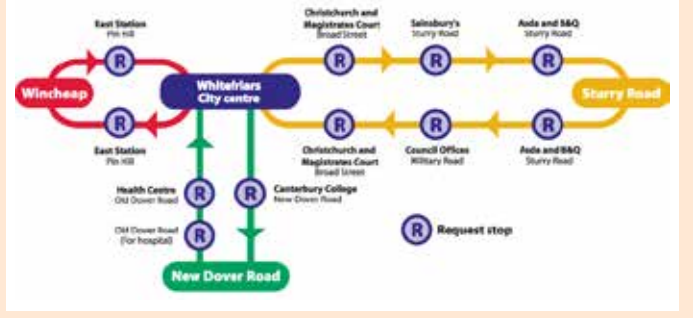 East Station
Pin Hill
R
Christchurch and
Magistrates Court
Broad Street
R
Sainsbury's
Sturry Road
R
Asda and B&Q
Sturry Road
R
Wincheap
Whitefriars
City centre
Sturry Road
R
East Station
Pin Hill
R
Christchurch and
Magistrates Court
Broad Street
R
Council Offices
Military Road
R
Asda and B&Q
Sturry Road
Health Centre
Old Dover Road
R
R
Canterbury College
New Dover Road
Old Dover Road
(for hospital)
R
R
Request stop
New Dover Road